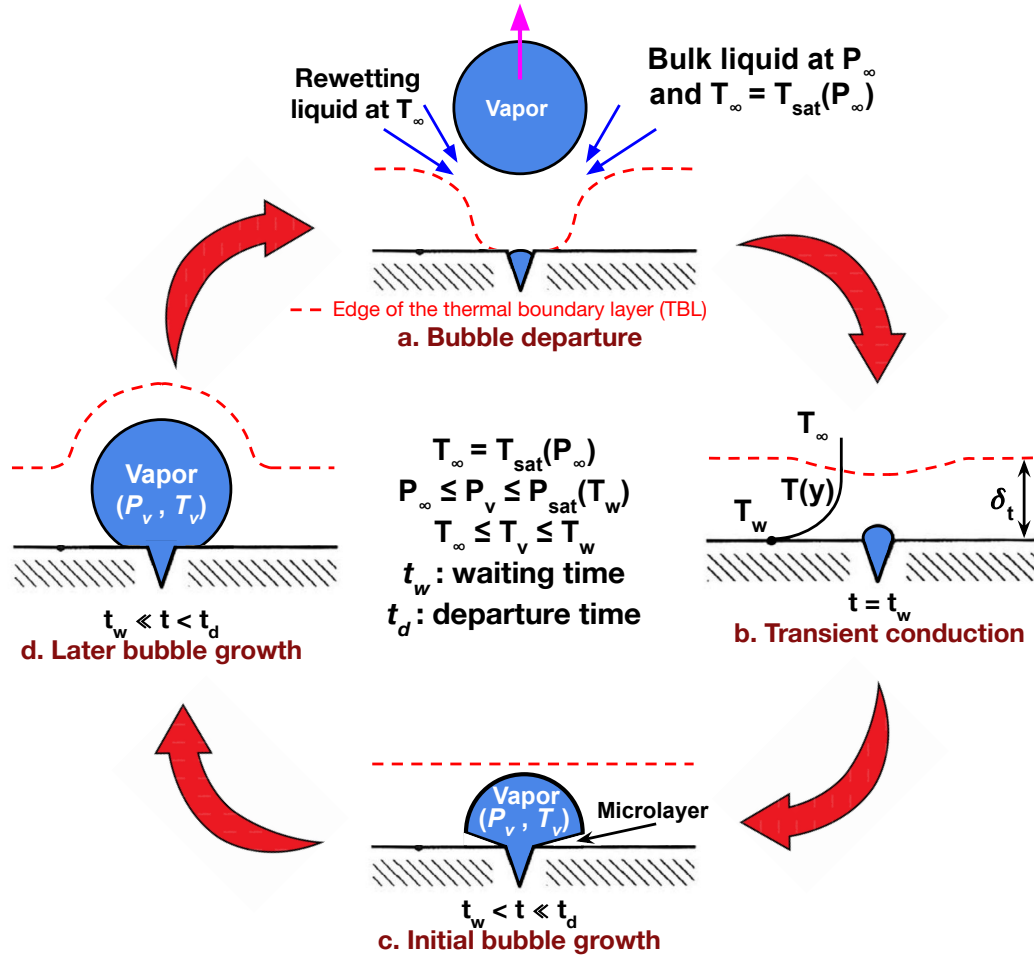 Rewetting
liquid at T∞
Vapor
Bulk liquid at P∞
and T∞ = Tsat(P∞)
Edge of the thermal boundary layer (TBL)
a. Bubble departure
T∞
T(y)
Tw
δt
t = tw
b. Transient conduction
Vapor
(Pv , Tv)
Microlayer
tw < t ≪ td
c. Initial bubble growth
Vapor
(Pv , Tv)
tw ≪ t < td
d. Later bubble growth
T∞ = Tsat(P∞)
P∞ ≤ Pv ≤ Psat(Tw)
T∞ ≤ Tv ≤ Tw
tw : waiting time
td : departure time